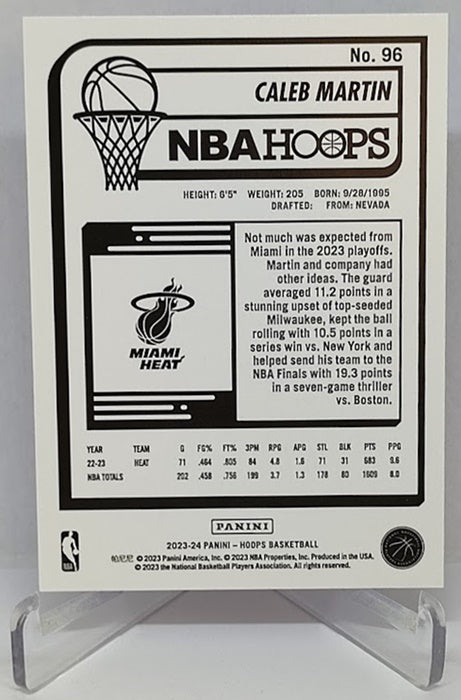 No. 96
CALEB MARTIN
NBA HOOPS
HEIGHT: 6'5" WEIGHT: 205 BORN: 9/28/1995
DRAFTED: FROM: NEVADA
Not much was expected from
Miami in the 2023 playoffs.
Martin and company had
other ideas. The guard
averaged 11.2 points in a
stunning upset of top-seeded
Milwaukee, kept the ball
rolling with 10.5 points in a
series win vs. New York and
helped send his team to the
NBA Finals with 19.3 points
in a seven-game thriller
vs. Boston.
MIAMI
HEAT
YEAR TEAM G FG% FT% 3PM RPG APG STL BLK PTS PPG
22-23 HEAT 71 .464 .805 84 4.8 1.6 71 31 683 9.6
NBA TOTALS 202 .458 .756 199 3.7 1.3 178 80 1609 8.0
PANINI
2023-24 PANINI – HOOPS BASKETBALL
帕尼尼 © 2023 Panini America, Inc. © 2023 NBA Properties, Inc. Produced in the USA.
© 2023 the National Basketball Players Association. All rights reserved.